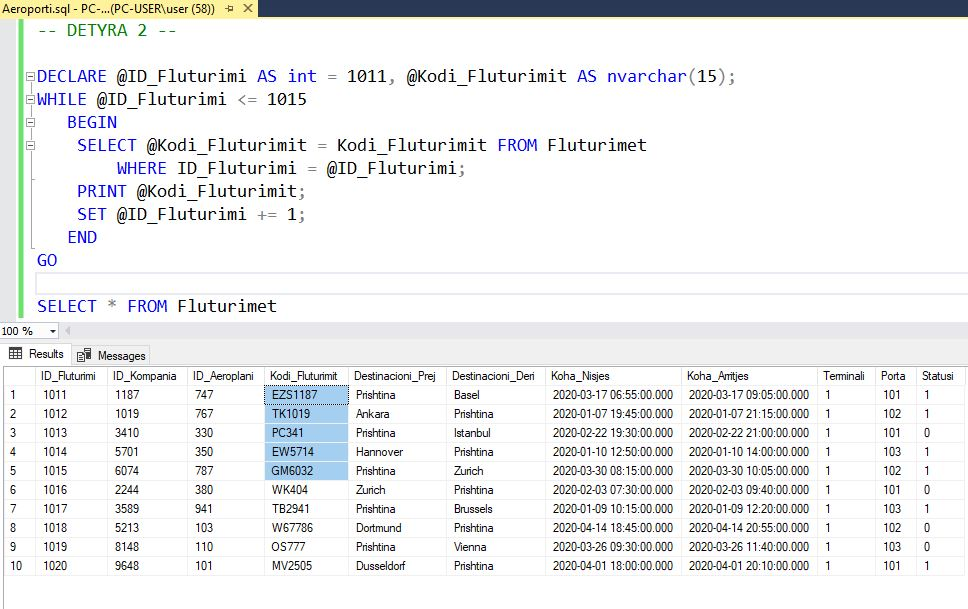 Aeroporti.sql - PC-...(PC-USER\user (58))
-- DETYRA 2 --
DECLARE @ID_Fluturimi AS int = 1011, @Kodi_Fluturimit AS nvarchar(15);
WHILE @ID_Fluturimi <= 1015
BEGIN
SELECT @Kodi_Fluturimit = Kodi_Fluturimit FROM Fluturimet
WHERE ID_Fluturimi = @ID_Fluturimi;
PRINT @Kodi_Fluturimit;
SET @ID_Fluturimi += 1;
END
GO
SELECT * FROM Fluturimet
100 %
Results Messages
ID_Fluturimi ID_Kompania ID_Aeroplani Kodi_Fluturimit Destinacioni_Prej Destinacioni_Deri Koha_Nisjes Koha_Arritjes Terminali Porta Statusi
1 1011 1187 747 EZS1187 Prishtina Basel 2020-03-17 06:55:00.000 2020-03-17 09:05:00.000 1 101 1
2 1012 1019 767 TK1019 Ankara Prishtina 2020-01-07 19:45:00.000 2020-01-07 21:15:00.000 1 102 1
3 1013 3410 330 PC341 Prishtina Istanbul 2020-02-22 19:30:00.000 2020-02-22 21:00:00.000 1 101 0
4 1014 5701 350 EW5714 Hannover Prishtina 2020-01-10 12:50:00.000 2020-01-10 14:00:00.000 1 103 1
5 1015 6074 787 GM6032 Prishtina Zurich 2020-03-30 08:15:00.000 2020-03-30 10:05:00.000 1 102 1
6 1016 2244 380 WK404 Zurich Prishtina 2020-02-03 07:30:00.000 2020-02-03 09:40:00.000 1 101 0
7 1017 3589 941 TB2941 Prishtina Brussels 2020-01-09 10:15:00.000 2020-01-09 12:20:00.000 1 103 1
8 1018 5213 103 W67786 Dortmund Prishtina 2020-04-14 18:45:00.000 2020-04-14 20:55:00.000 1 102 0
9 1019 8148 110 OS777 Prishtina Vienna 2020-03-26 09:30:00.000 2020-03-26 11:40:00.000 1 103 0
10 1020 9648 101 MV2505 Dusseldorf Prishtina 2020-04-01 18:00:00.000 2020-04-01 20:10:00.000 1 101 1